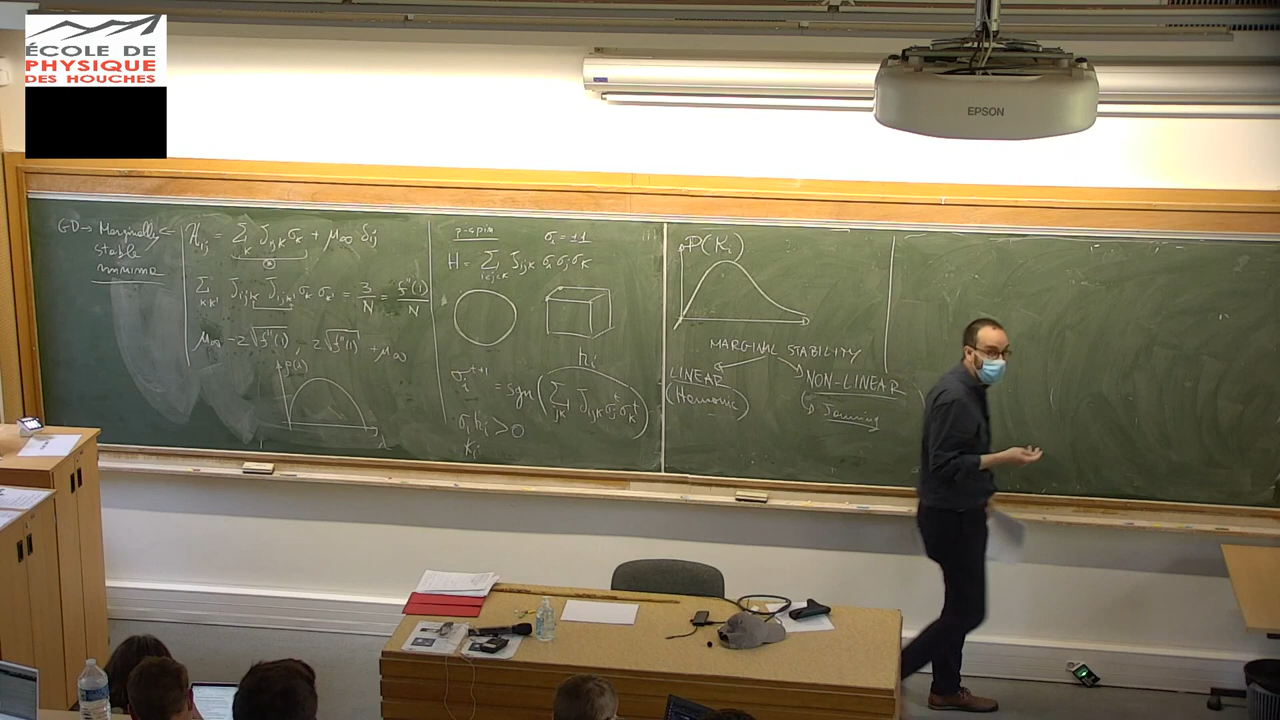 ÉCOLE DE
PHYSIQUE
DES HOUCHES
EPSON
GD → Marginally
stable
minima
H_ij = Σ_k J_ijk σ_k + μ_∞ δ_ij
Σ_kk' J_ijk J_ijk' σ_k σ_k' = 3/N = f''(1)/N
μ_∞ - 2√f''(1), 2√f''(1) + μ_∞
ρ(λ)
λ
p-spin
σ_i = ±1
H = Σ_i<j<k J_ijk σ_i σ_j σ_k
h_i
σ_i^t+1 = sgn(Σ_jk J_ijk σ_j^t σ_k^t)
σ_i h_i > 0
K_i
P(K_i)
MARGINAL STABILITY
LINEAR
(Harmonic)
NON-LINEAR
Jamming